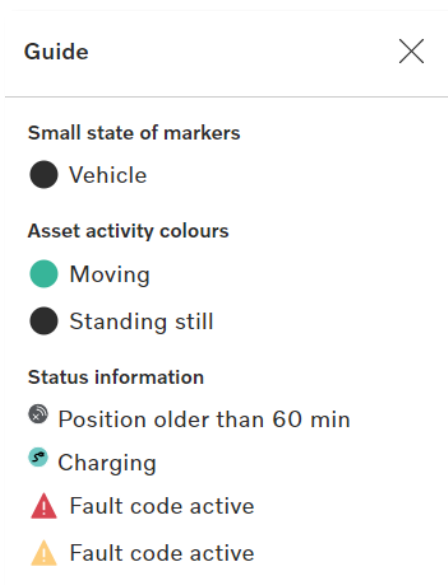 Guide
Small state of markers
Vehicle
Asset activity colours
Moving
Standing still
Status information
Position older than 60 min
Charging
Fault code active
Fault code active